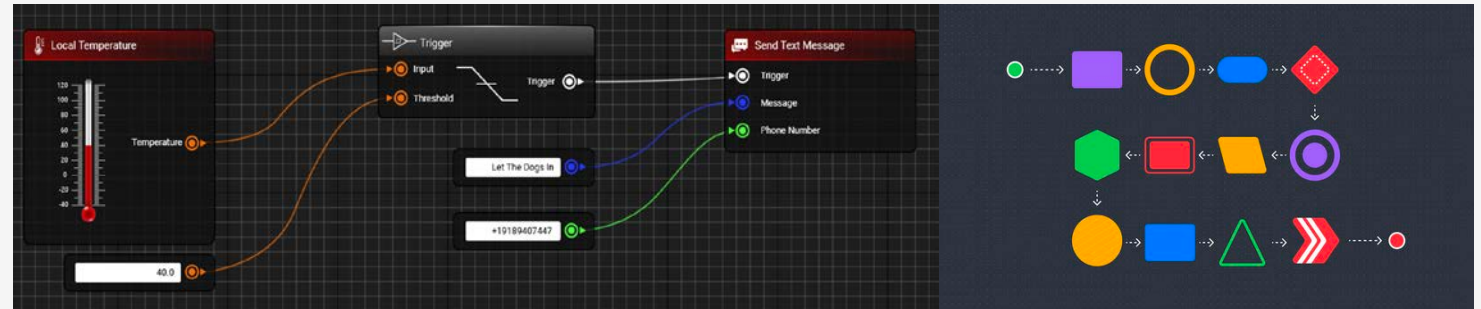 Local Temperature
120
100
80
60
40
20
0
-20
-40
Temperature
40.0
Trigger
Input
Threshold
Trigger
Let The Dogs In
+19189407447
Send Text Message
Trigger
Message
Phone Number